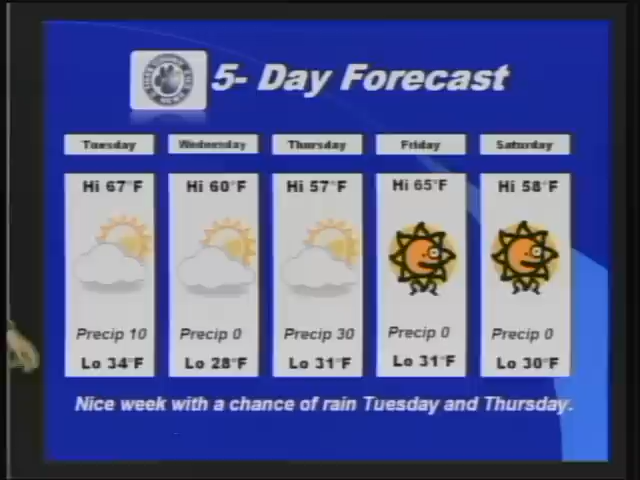 5- Day Forecast
Tuesday Wednesday Thursday Friday Saturday
Hi 67°F Hi 60°F Hi 57°F Hi 65°F Hi 58°F
Precip 10 Precip 0 Precip 30 Precip 0 Precip 0
Lo 34°F Lo 28°F Lo 31°F Lo 31°F Lo 30°F
Nice week with a chance of rain Tuesday and Thursday.